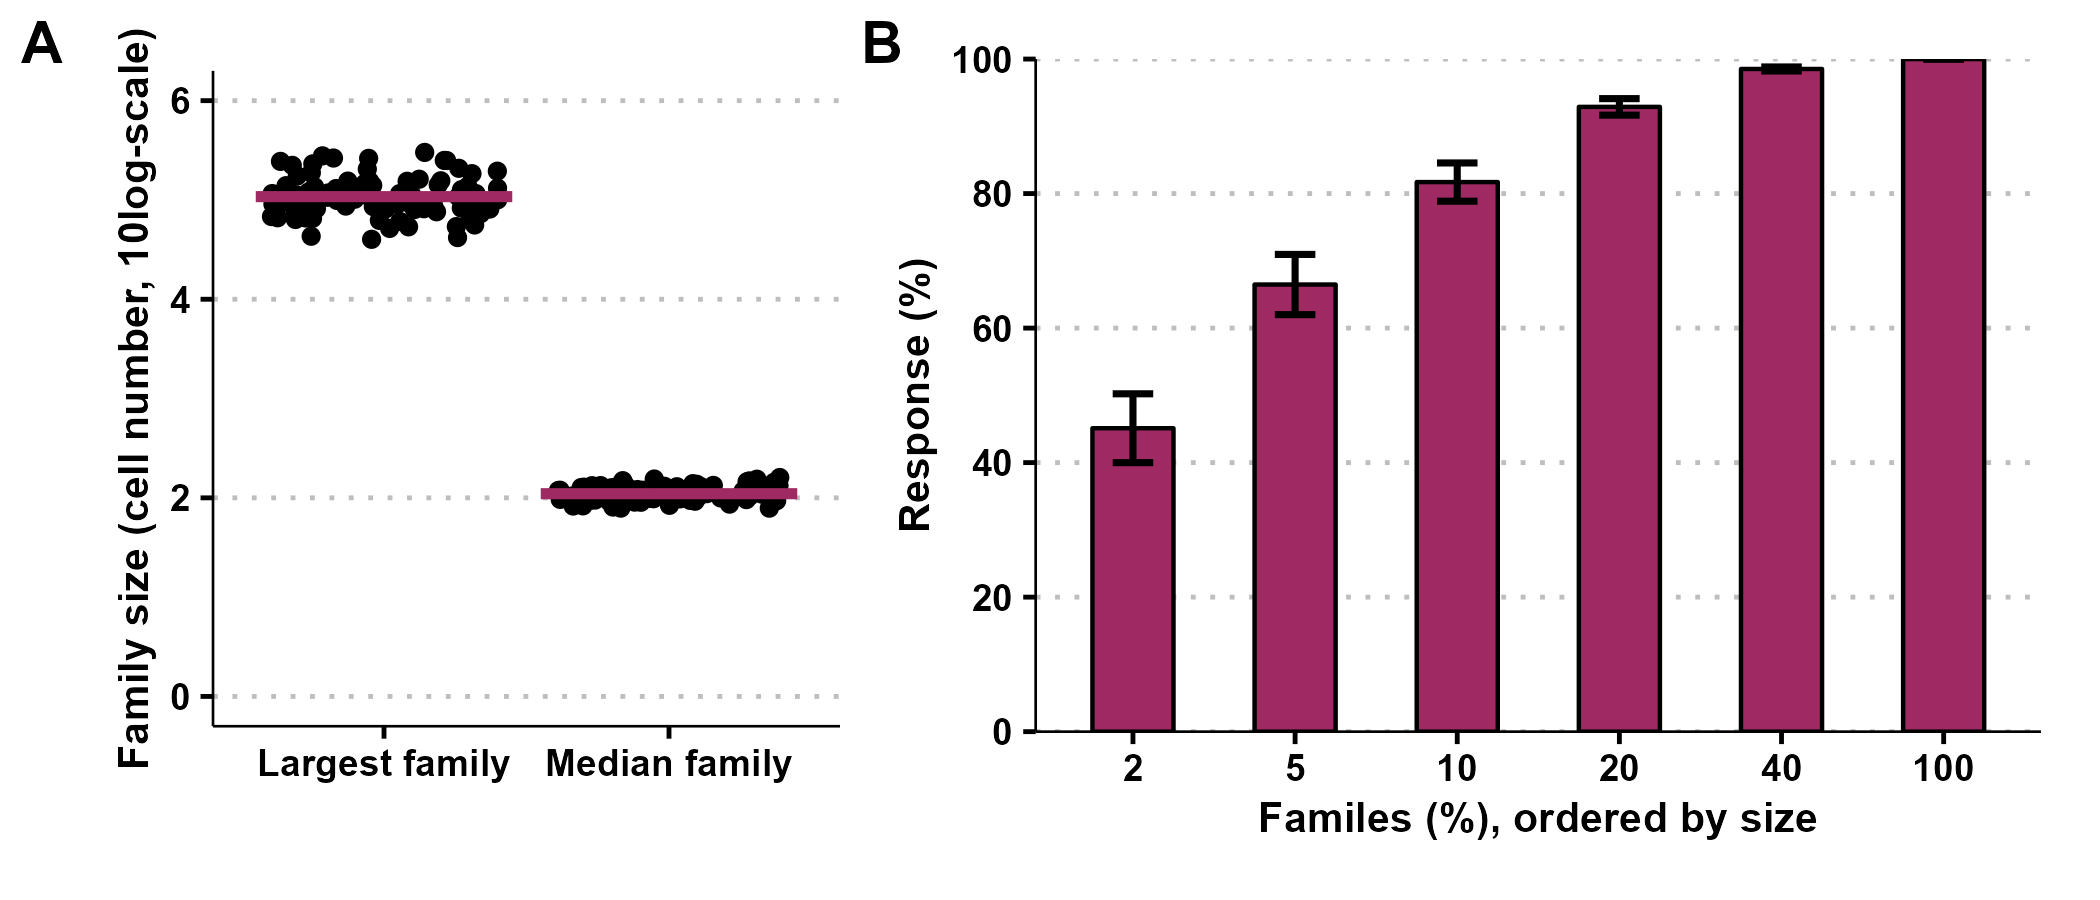 A
Family size (cell number, 10log-scale)
6
4
2
0
Largest family
Median family
B
Response (%)
100
80
60
40
20
0
2
5
10
20
40
100
Familes (%), ordered by size